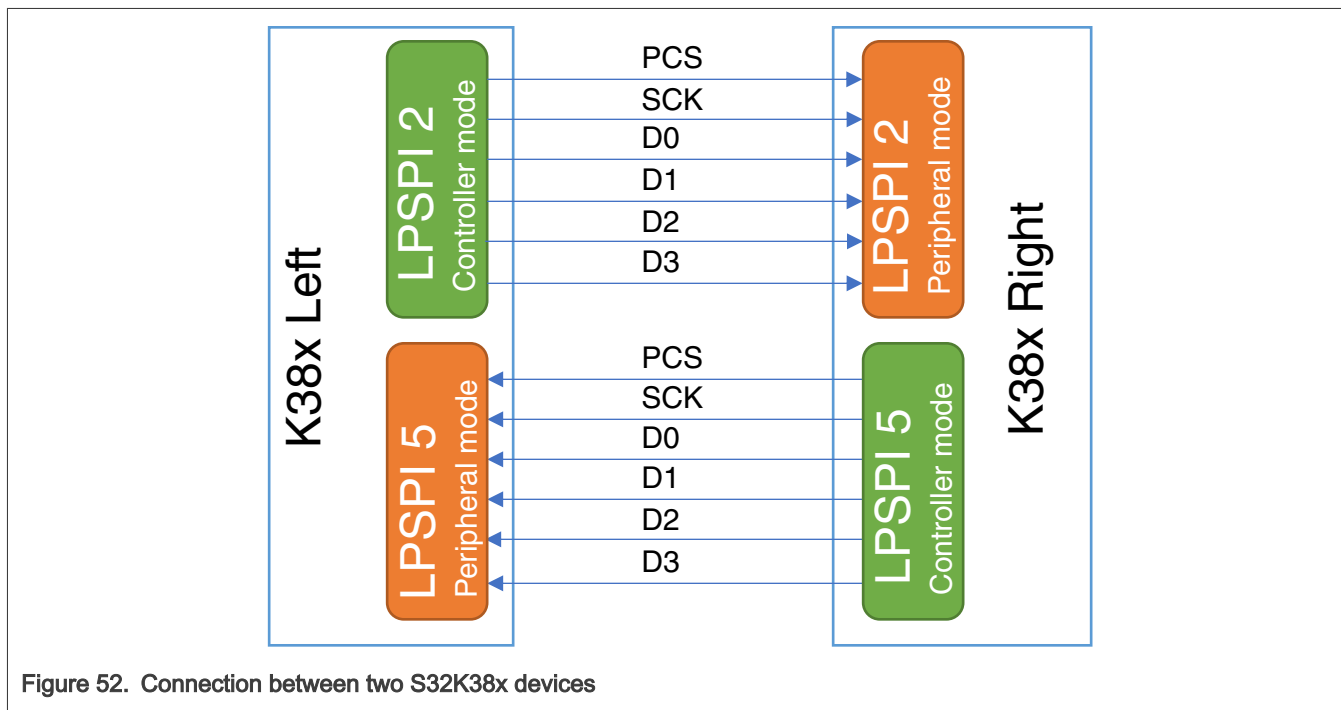 K38x Left
LPSPI 2
Controller mode
PCS
SCK
D0
D1
D2
D3
LPSPI 2
Peripheral mode
K38x Right
LPSPI 5
Peripheral mode
PCS
SCK
D0
D1
D2
D3
LPSPI 5
Controller mode
Figure 52. Connection between two S32K38x devices